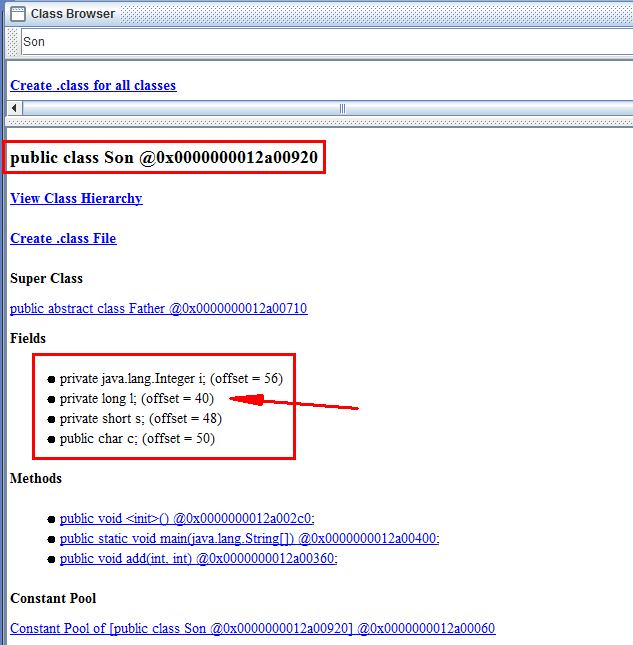 Class Browser
Son
Create .class for all classes
public class Son @0x0000000012a00920
View Class Hierarchy
Create .class File
Super Class
public abstract class Father @0x0000000012a00710
Fields
private java.lang.Integer i; (offset = 56)
private long l; (offset = 40)
private short s; (offset = 48)
public char c; (offset = 50)
Methods
public void <init>() @0x0000000012a002c0;
public static void main(java.lang.String[]) @0x0000000012a00400;
public void add(int, int) @0x0000000012a00360;
Constant Pool
Constant Pool of [public class Son @0x0000000012a00920] @0x0000000012a00060